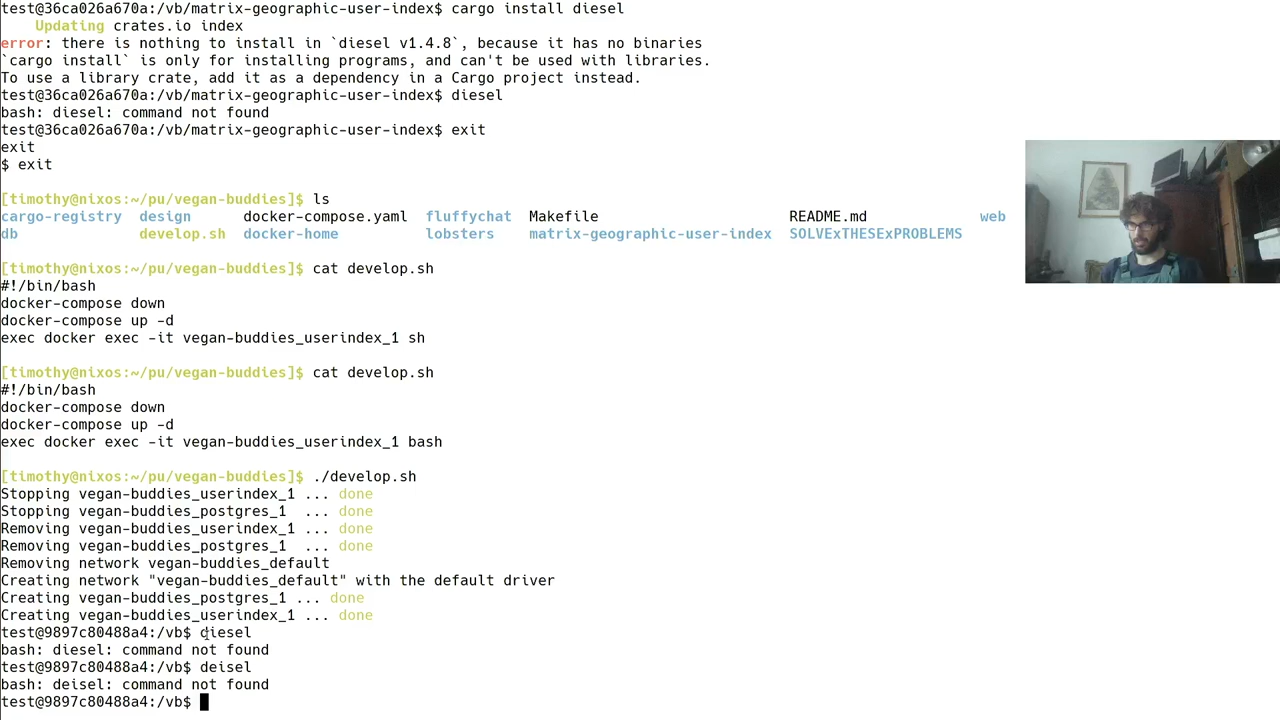 test@36ca026a670a:/vb/matrix-geographic-user-index$ cargo install diesel
    Updating crates.io index
error: there is nothing to install in `diesel v1.4.8`, because it has no binaries
`cargo install` is only for installing programs, and can't be used with libraries.
To use a library crate, add it as a dependency in a Cargo project instead.
test@36ca026a670a:/vb/matrix-geographic-user-index$ diesel
bash: diesel: command not found
test@36ca026a670a:/vb/matrix-geographic-user-index$ exit
exit
$ exit
[timothy@nixos:~/pu/vegan-buddies]$ ls
cargo-registry  design      docker-compose.yaml  fluffychat  Makefile                      README.md             web
db              develop.sh  docker-home          lobsters    matrix-geographic-user-index  SOLVExTHESExPROBLEMS
[timothy@nixos:~/pu/vegan-buddies]$ cat develop.sh
#!/bin/bash
docker-compose down
docker-compose up -d
exec docker exec -it vegan-buddies_userindex_1 sh
[timothy@nixos:~/pu/vegan-buddies]$ cat develop.sh
#!/bin/bash
docker-compose down
docker-compose up -d
exec docker exec -it vegan-buddies_userindex_1 bash
[timothy@nixos:~/pu/vegan-buddies]$ ./develop.sh
Stopping vegan-buddies_userindex_1 ... done
Stopping vegan-buddies_postgres_1  ... done
Removing vegan-buddies_userindex_1 ... done
Removing vegan-buddies_postgres_1  ... done
Removing network vegan-buddies_default
Creating network "vegan-buddies_default" with the default driver
Creating vegan-buddies_postgres_1 ... done
Creating vegan-buddies_userindex_1 ... done
test@9897c80488a4:/vb$ diesel
bash: diesel: command not found
test@9897c80488a4:/vb$ deisel
bash: deisel: command not found
test@9897c80488a4:/vb$